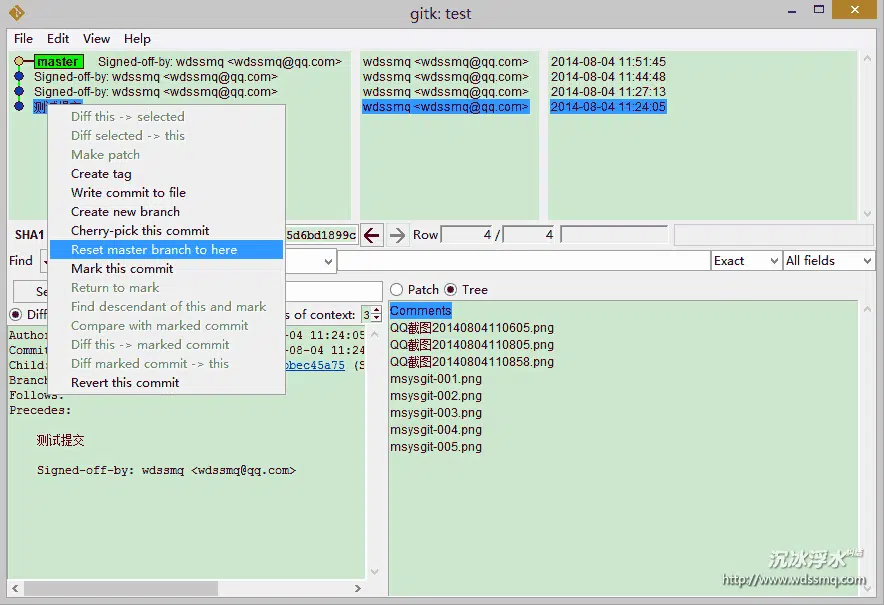 gitk: test
File Edit View Help
master Signed-off-by: wdssmq <wdssmq@qq.com> wdssmq <wdssmq@qq.com> 2014-08-04 11:51:45
Signed-off-by: wdssmq <wdssmq@qq.com> wdssmq <wdssmq@qq.com> 2014-08-04 11:44:48
Signed-off-by: wdssmq <wdssmq@qq.com> wdssmq <wdssmq@qq.com> 2014-08-04 11:27:13
测试提交 wdssmq <wdssmq@qq.com> 2014-08-04 11:24:05
Diff this -> selected
Diff selected -> this
Make patch
Create tag
Write commit to file
Create new branch
Cherry-pick this commit
Reset master branch to here
Mark this commit
Return to mark
Find descendant of this and mark
Compare with marked commit
Diff this -> marked commit
Diff marked commit -> this
Revert this commit
SHA1 5d6bd1899c Row 4 / 4
Find Exact All fields
Se Patch Tree
Diff s of context: 3
Autho -04 11:24:05
Commit -08-04 11:24
Child: bbec45a75 (S
Branch
Follows:
Precedes:
测试提交
Signed-off-by: wdssmq <wdssmq@qq.com>
Comments
QQ截图20140804110605.png
QQ截图20140804110805.png
QQ截图20140804110858.png
msysgit-001.png
msysgit-002.png
msysgit-003.png
msysgit-004.png
msysgit-005.png
沉冰浮水
http://www.wdssmq.com